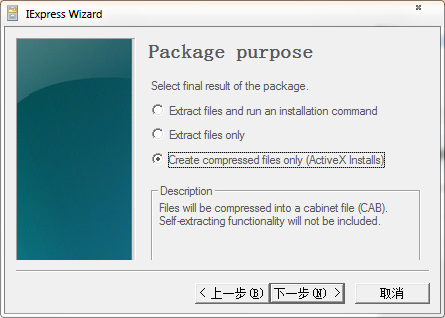 IExpress Wizard
Package purpose
Select final result of the package.
Extract files and run an installation command
Extract files only
Create compressed files only (ActiveX Installs)
Description
Files will be compressed into a cabinet file (CAB).
Self-extracting functionality will not be included.
< 上一步(B) 下一步(N) > 取消